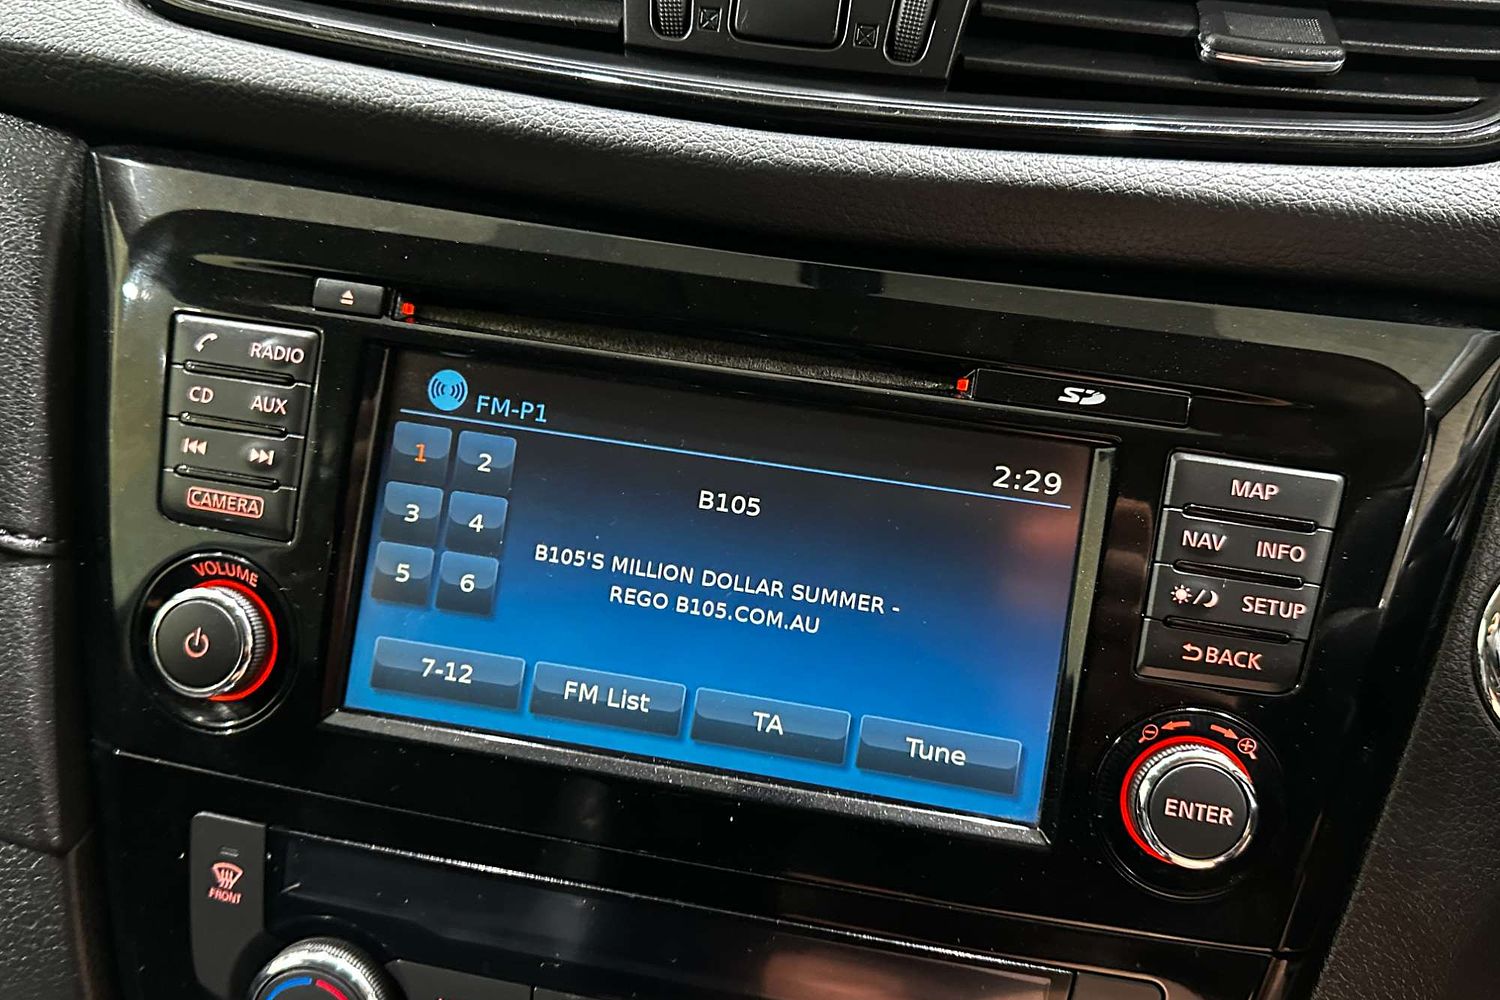 RADIO
CD AUX
CAMERA
VOLUME
FM-P1
2:29
1 2
3 4
5 6
B105
B105'S MILLION DOLLAR SUMMER -
REGO B105.COM.AU
7-12 FM List TA Tune
SD
MAP
NAV INFO
SETUP
BACK
ENTER
FRONT